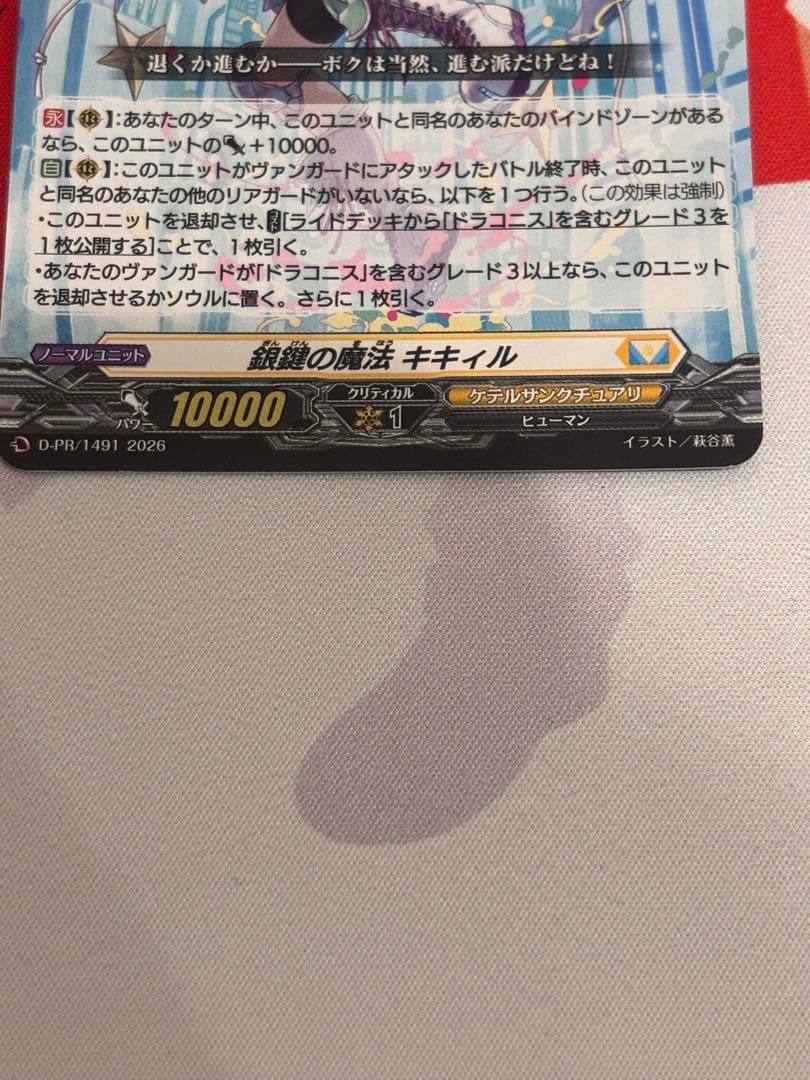 退くか進むか――ボクは当然、進む派だけどね！
永【】：あなたのターン中、このユニットと同名のあなたのバインドゾーンがある
なら、このユニットの+10000。
自【】：このユニットがヴァンガードにアタックしたバトル終了時、このユニット
と同名のあなたの他のリアガードがいないなら、以下を１つ行う。（この効果は強制）
・このユニットを退却させ、[ライドデッキから「ドラコニス」を含むグレード３を
１枚公開する]ことで、１枚引く。
・あなたのヴァンガードが「ドラコニス」を含むグレード３以上なら、このユニット
を退却させるかソウルに置く。さらに１枚引く。
ノーマルユニット
ぎんけん まほう
銀鍵の魔法 キキィル
パワー 10000 クリティカル 1 ケテルサンクチュアリ
ヒューマン
D-PR/1491 2026 イラスト／萩谷薫